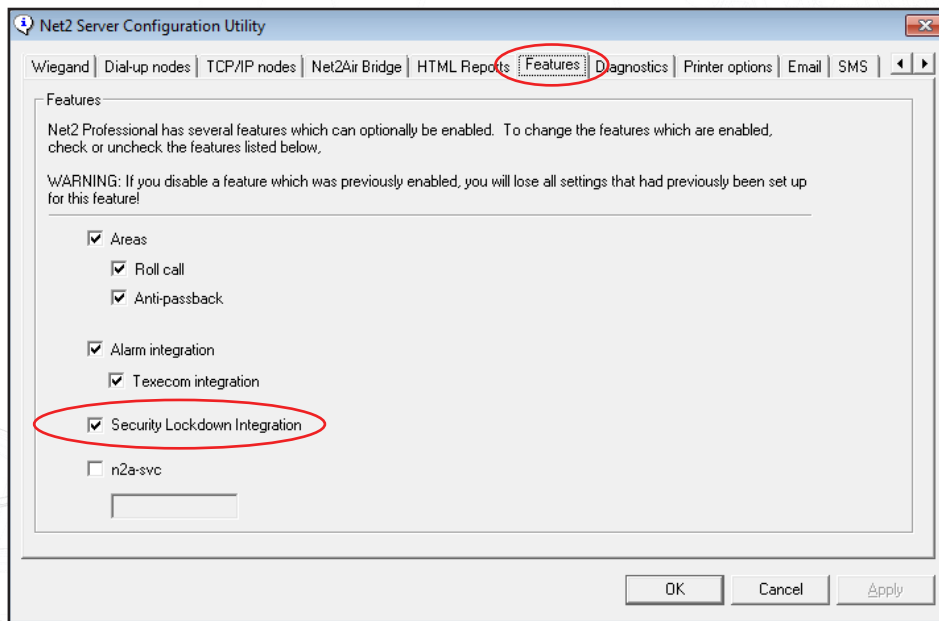 Net2 Server Configuration Utility
Wiegand Dial-up nodes TCP/IP nodes Net2Air Bridge HTML Reports Features Diagnostics Printer options Email SMS
Features
Net2 Professional has several features which can optionally be enabled. To change the features which are enabled,
check or uncheck the features listed below,
WARNING: If you disable a feature which was previously enabled, you will lose all settings that had previously been set up
for this feature!
Areas
Roll call
Anti-passback
Alarm integration
Texecom integration
Security Lockdown Integration
n2a-svc
OK Cancel Apply